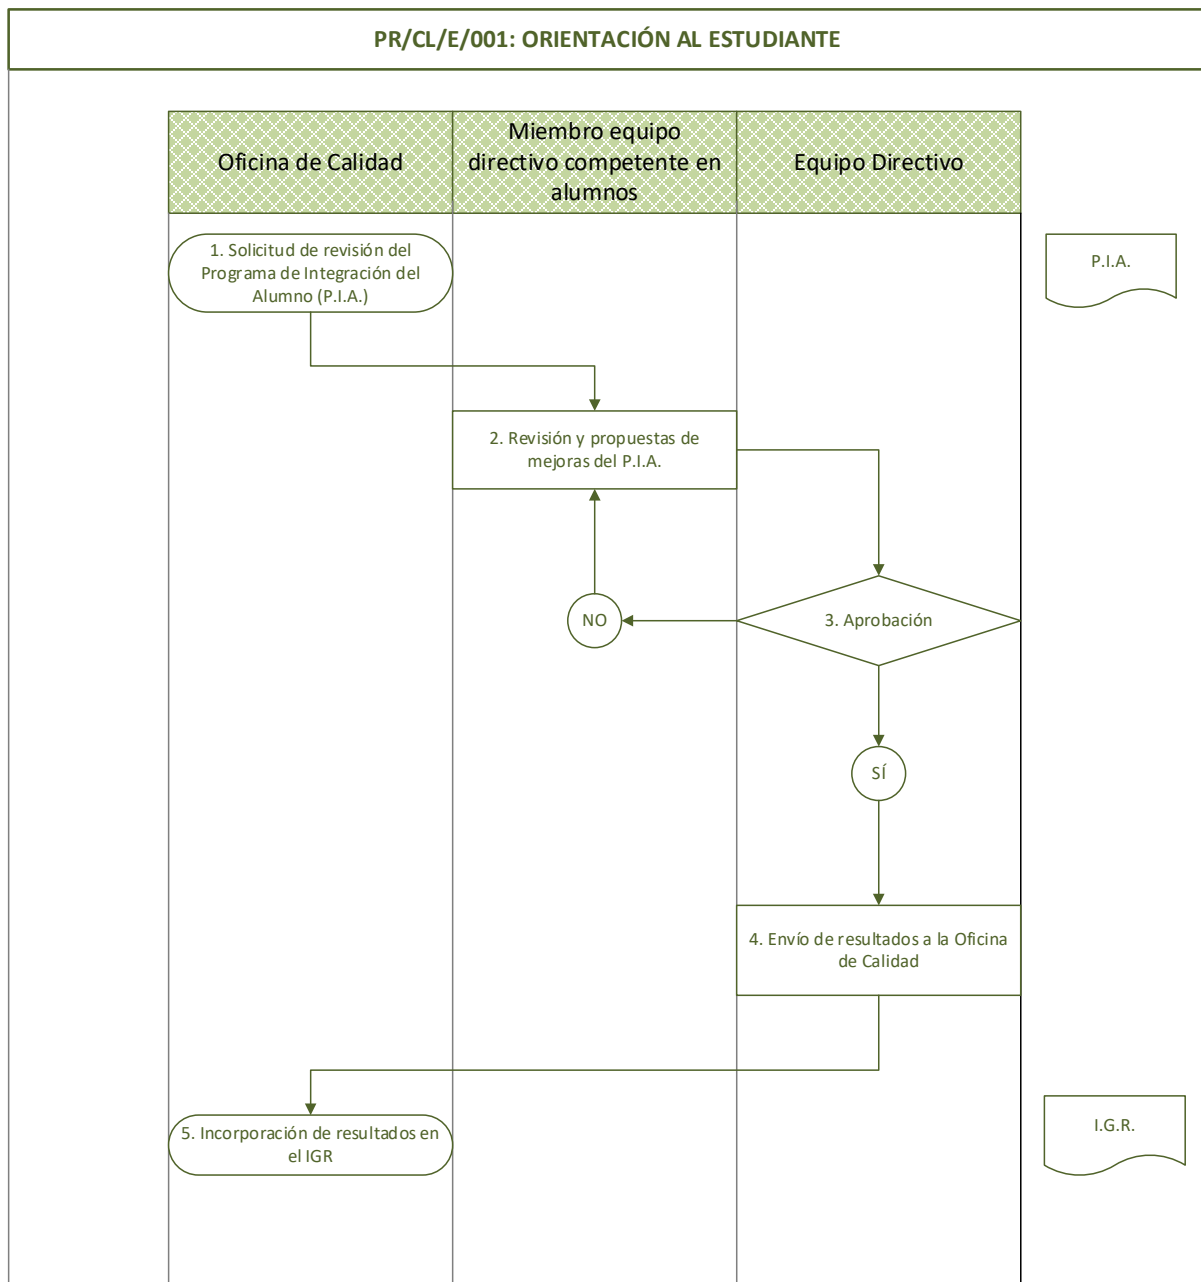 PR/CL/E/001: ORIENTACIÓN AL ESTUDIANTE
Oficina de Calidad
Miembro equipo
directivo competente en
alumnos
Equipo Directivo
1. Solicitud de revisión del
Programa de Integración del
Alumno (P.I.A.)
P.I.A.
2. Revisión y propuestas de
mejoras del P.I.A.
3. Aprobación
NO
SÍ
4. Envío de resultados a la Oficina
de Calidad
5. Incorporación de resultados en
el IGR
I.G.R.